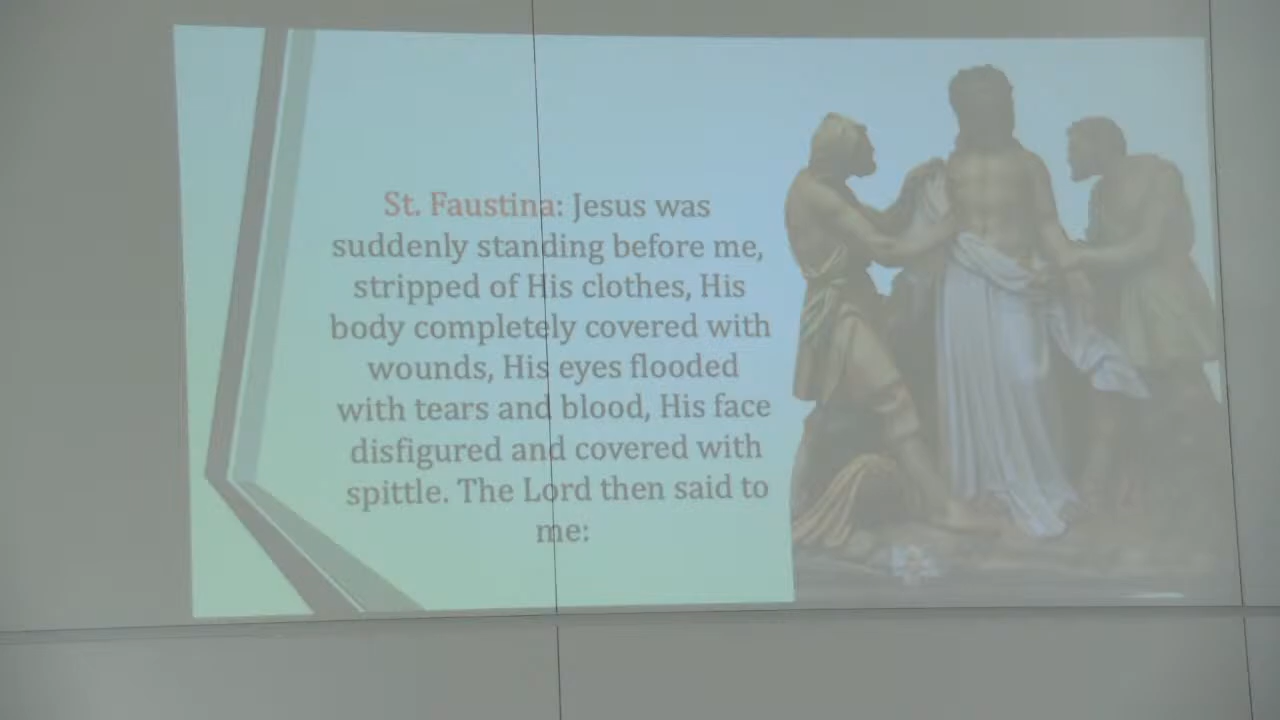 St. Faustina: Jesus was
suddenly standing before me,
stripped of His clothes, His
body completely covered with
wounds, His eyes flooded
with tears and blood, His face
disfigured and covered with
spittle. The Lord then said to
me: